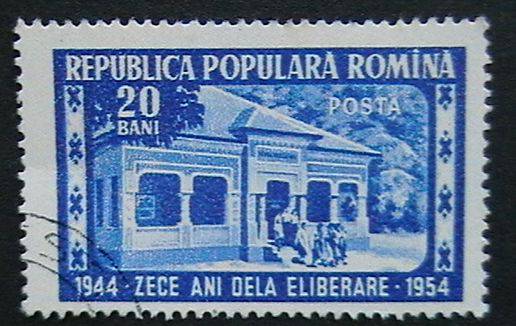 REPUBLICA POPULARĂ ROMÎNĂ
20
BANI
POSTA
1944 · ZECE ANI DELA ELIBERARE · 1954